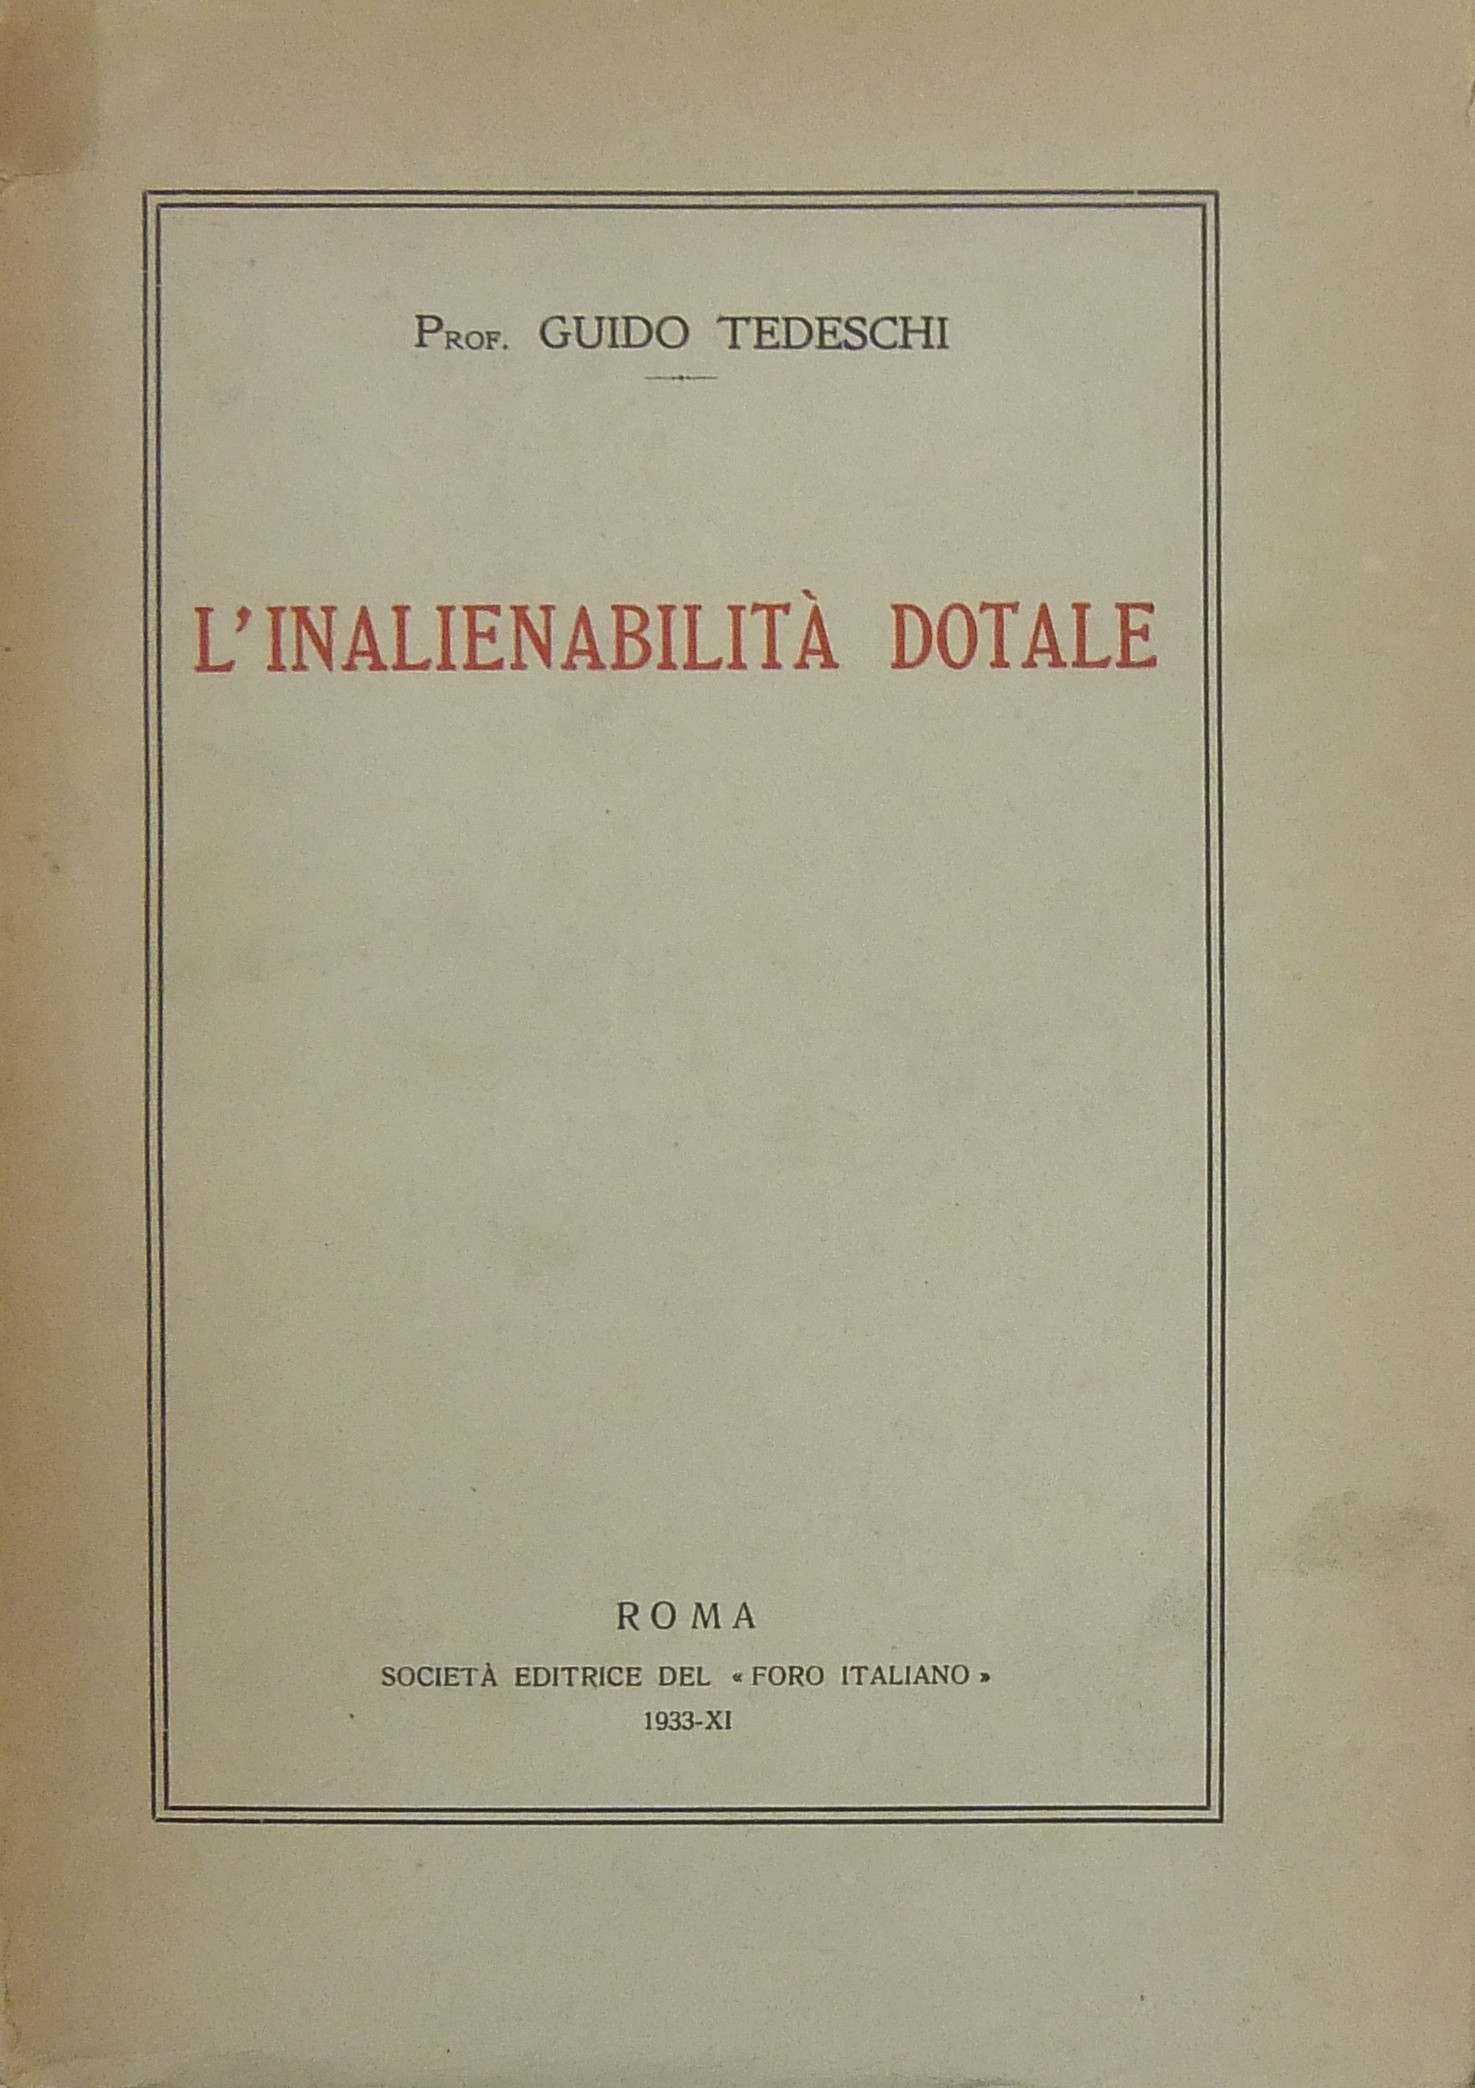 Prof. GUIDO TEDESCHI
L'INALIENABILITÀ DOTALE
ROMA
SOCIETÀ EDITRICE DEL « FORO ITALIANO »
1933-XI